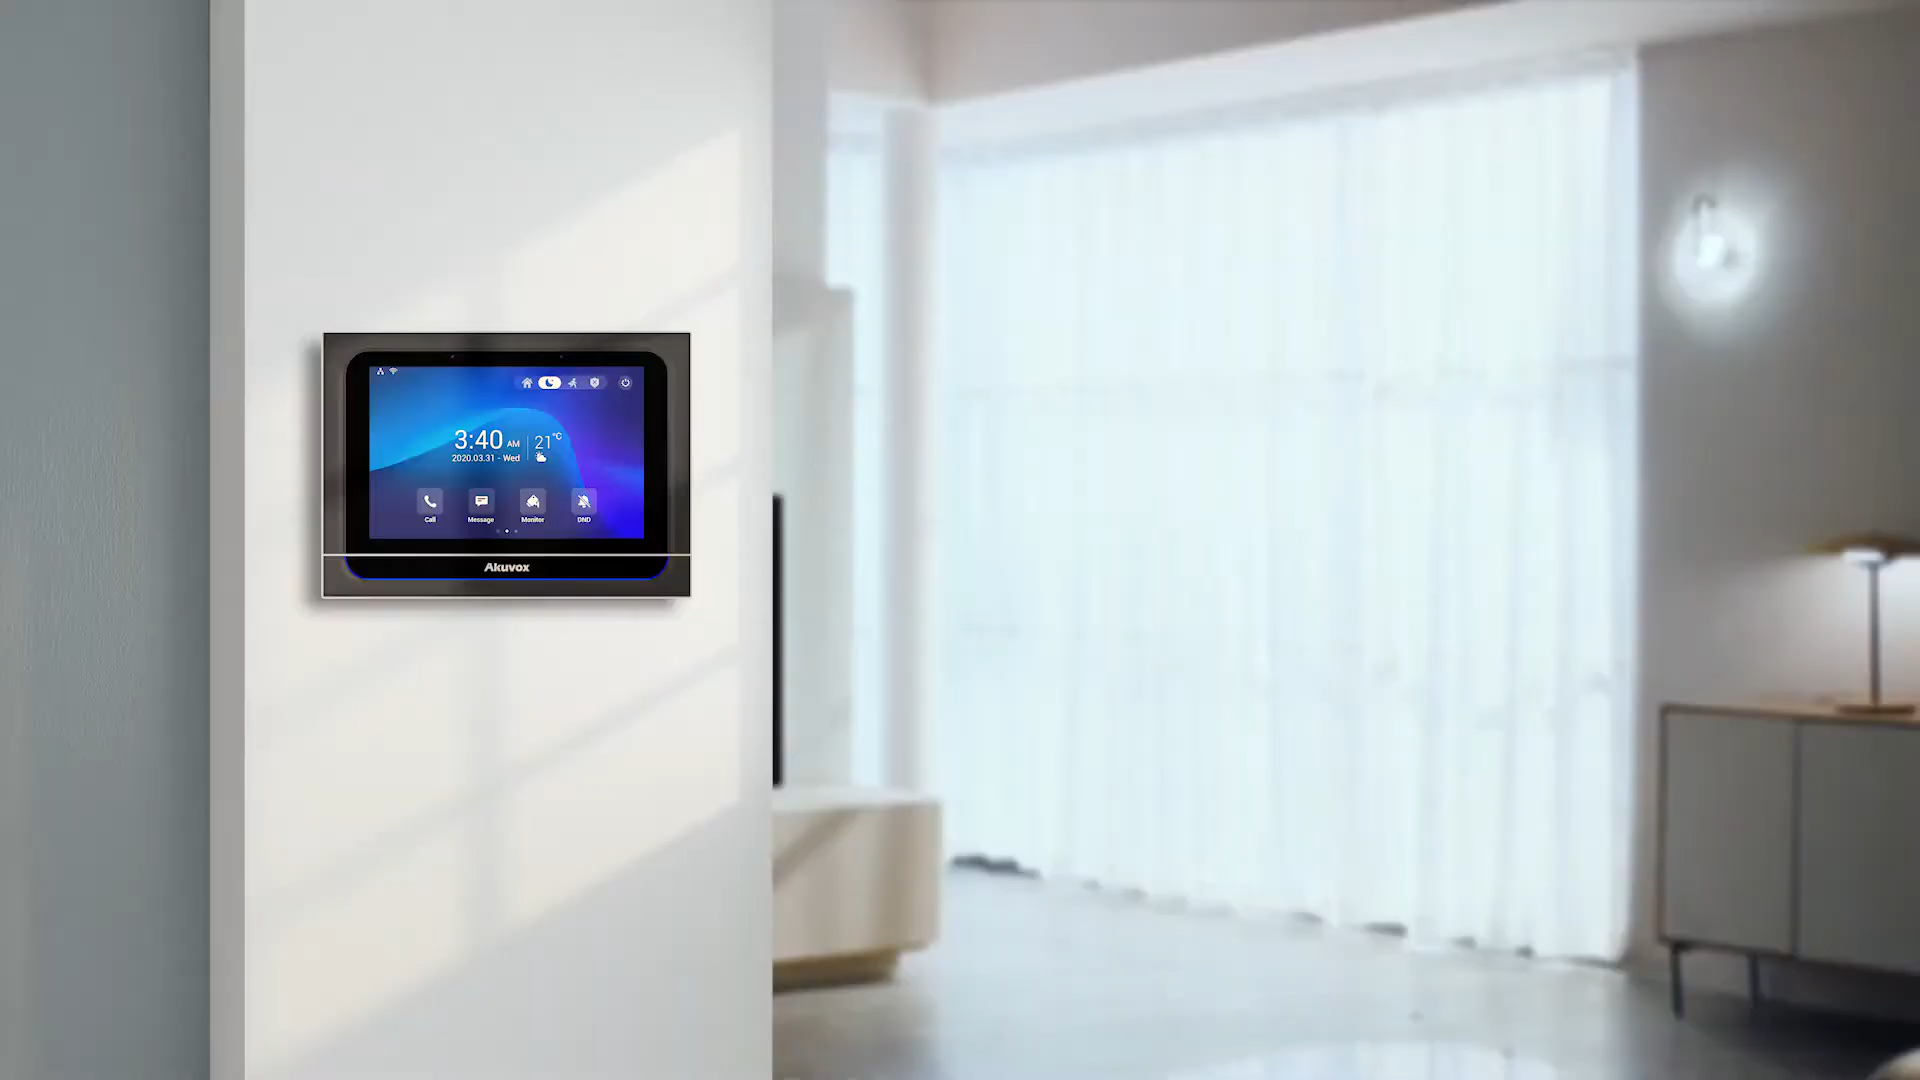 3:40 AM
21°C
2020.03.31 - Wed
Call
Message
Monitor
DND
Akuvox